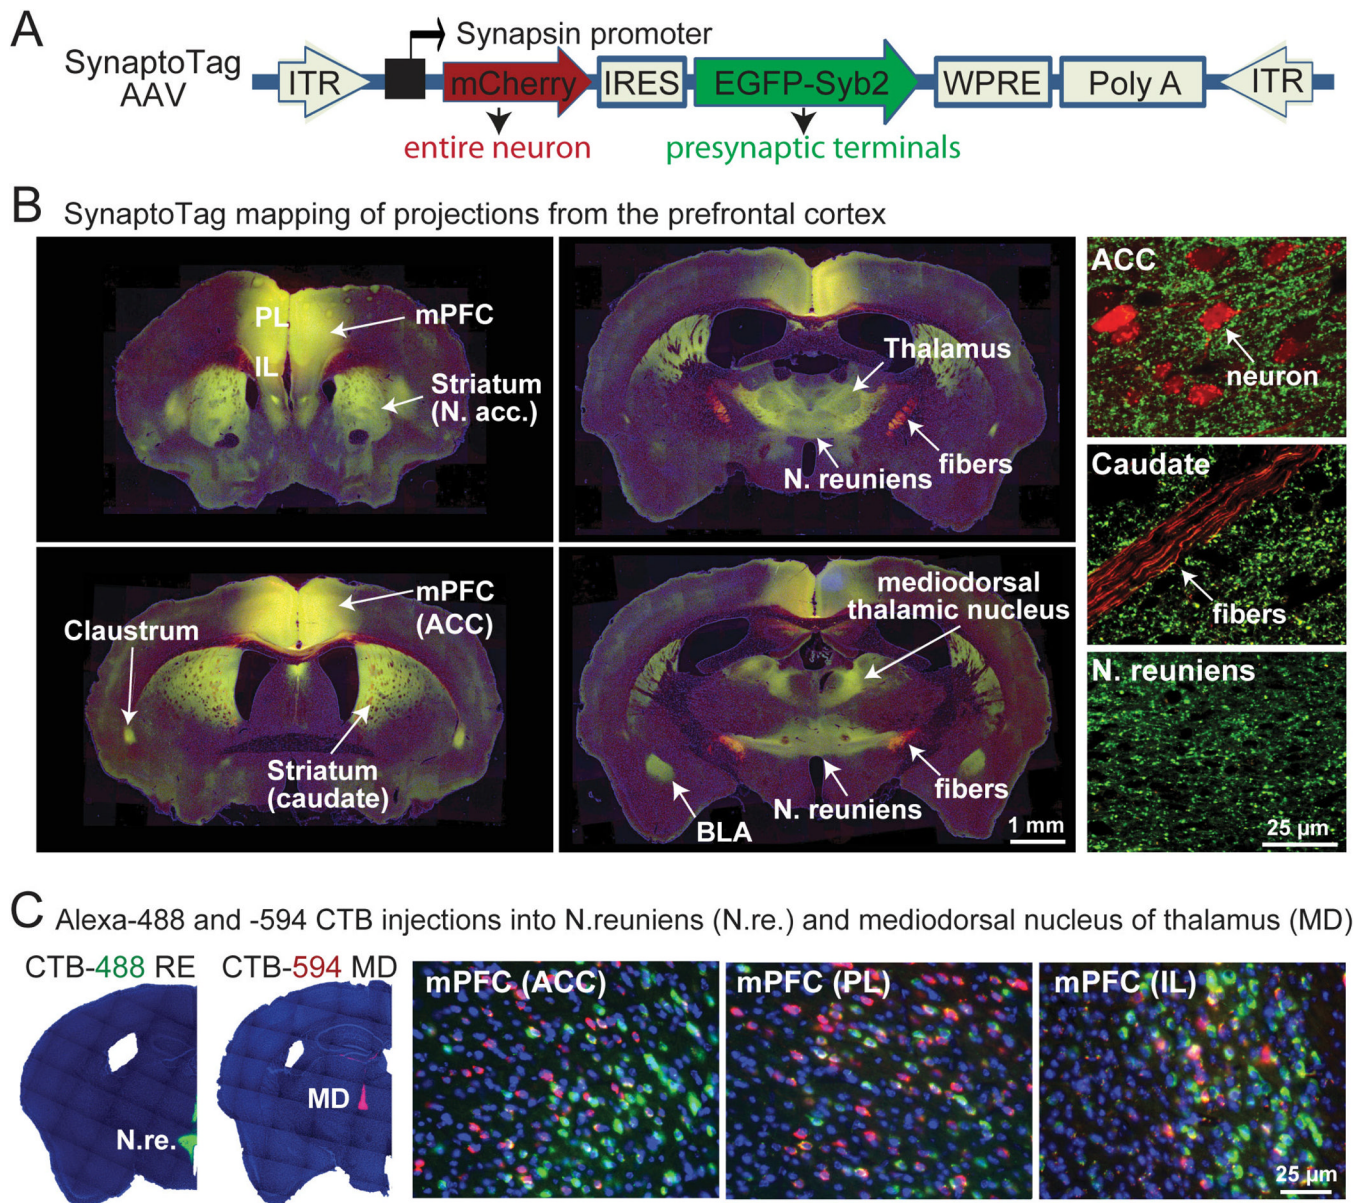 A
SynaptoTag
AAV
Synapsin promoter
ITR
mCherry
IRES
EGFP-Syb2
WPRE
Poly A
ITR
entire neuron
presynaptic terminals
B SynaptoTag mapping of projections from the prefrontal cortex
PL
mPFC
IL
Striatum
(N. acc.)
Thalamus
N. reuniens
fibers
ACC
neuron
Caudate
fibers
N. reuniens
25 µm
Claustrum
mPFC
(ACC)
Striatum
(caudate)
mediodorsal
thalamic nucleus
fibers
N. reuniens
BLA
1 mm
C Alexa-488 and -594 CTB injections into N.reuniens (N.re.) and mediodorsal nucleus of thalamus (MD)
CTB-488 RE
CTB-594 MD
N.re.
MD
mPFC (ACC)
mPFC (PL)
mPFC (IL)
25 µm